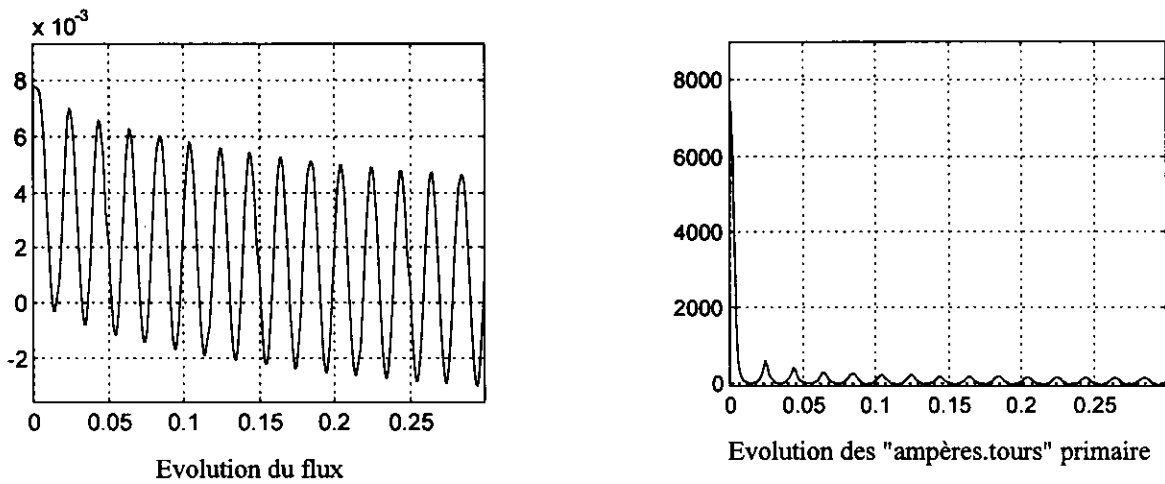 x 10-3
8
6
4
2
0
-2
0 0.05 0.1 0.15 0.2 0.25
Evolution du flux
8000
6000
4000
2000
0
0 0.05 0.1 0.15 0.2 0.25
Evolution des "ampères.tours" primaire